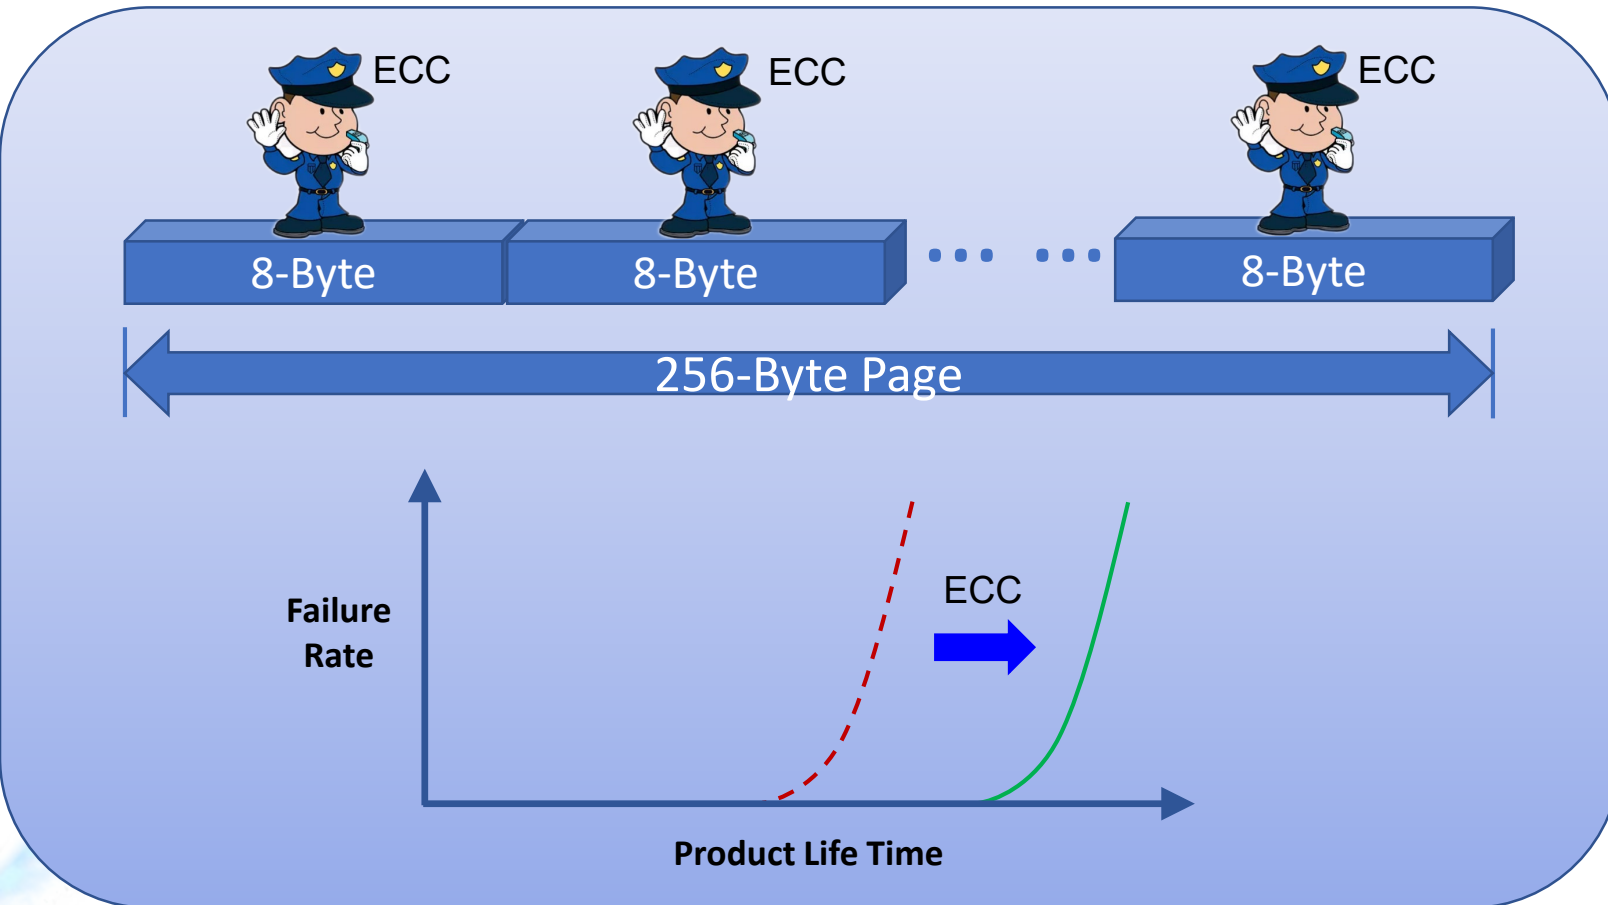 ECC
ECC
ECC
8-Byte
8-Byte
8-Byte
256-Byte Page
ECC
Failure
Rate
Product Life Time